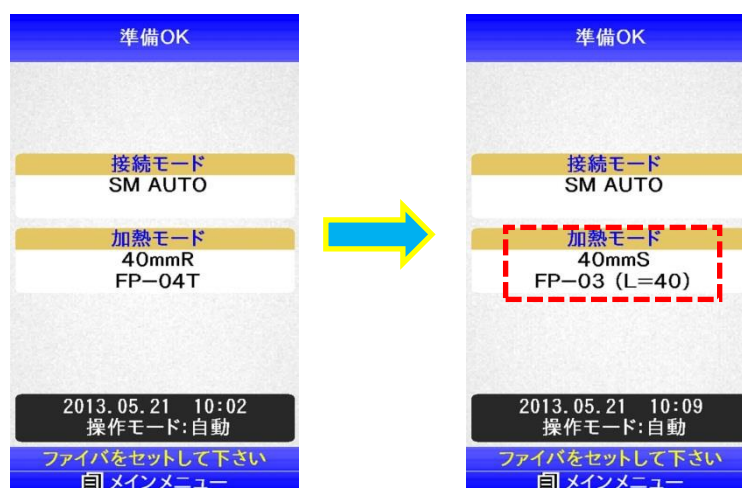 準備OK
接続モード
SM AUTO
加熱モード
40mmR
FP-04T
2013.05.21 10:02
操作モード:自動
ファイバをセットして下さい
メインメニュー
準備OK
接続モード
SM AUTO
加熱モード
40mmS
FP-03 (L=40)
2013.05.21 10:09
操作モード:自動
ファイバをセットして下さい
メインメニュー